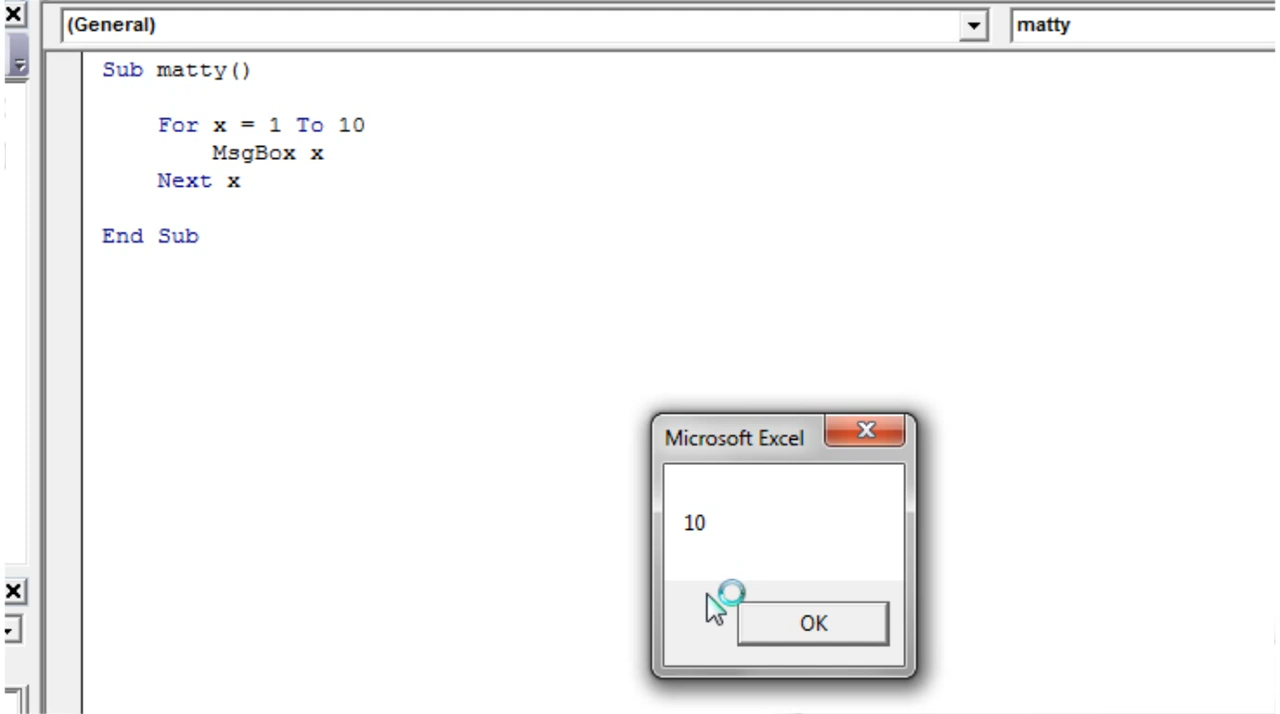 (General)
matty
Sub matty()
For x = 1 To 10
MsgBox x
Next x
End Sub
Microsoft Excel
10
OK